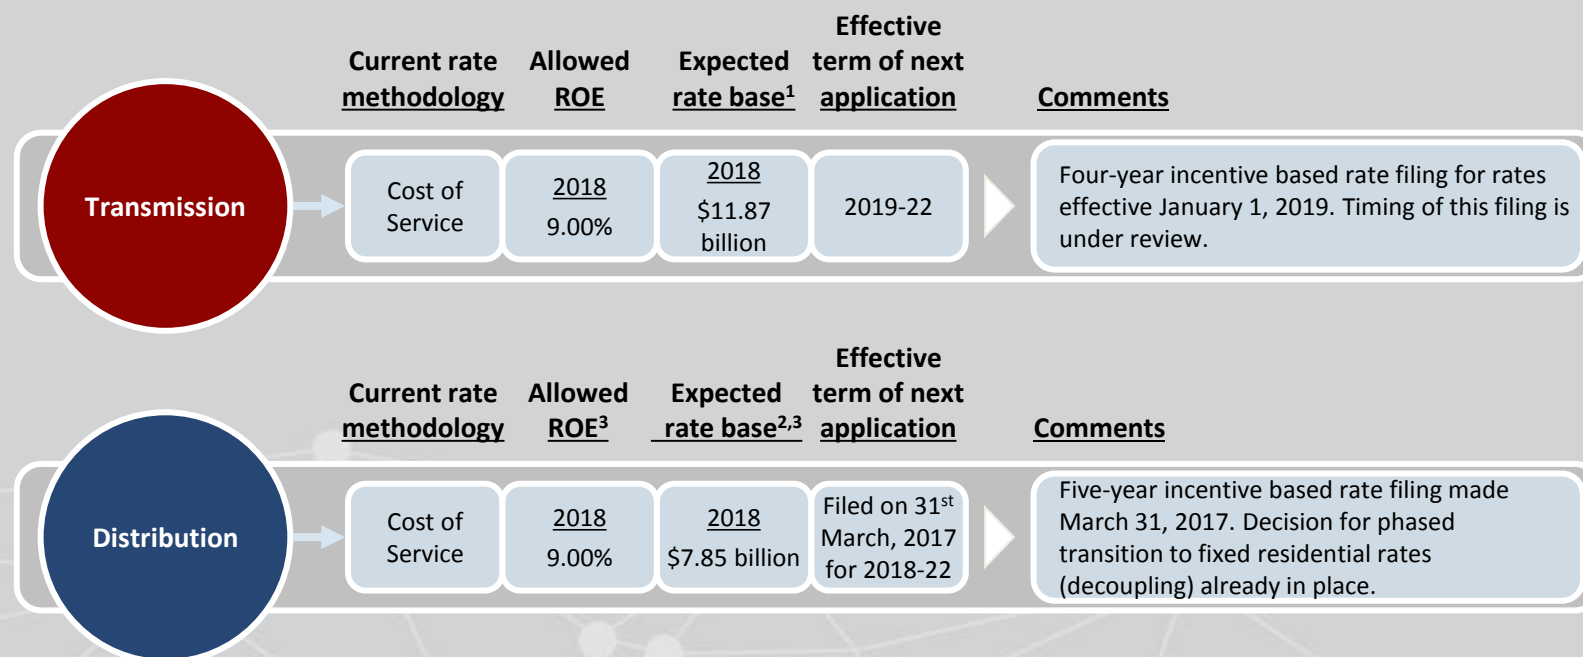 Effective
Current rate Allowed Expected term of next
methodology ROE rate base¹ application Comments
Transmission
Cost of
Service
2018
9.00%
2018
$11.87
billion
2019-22
Four-year incentive based rate filing for rates
effective January 1, 2019. Timing of this filing is
under review.
Effective
Current rate Allowed Expected term of next
methodology ROE³ rate base²,³ application Comments
Distribution
Cost of
Service
2018
9.00%
2018
$7.85 billion
Filed on 31ˢᵗ
March, 2017
for 2018-22
Five-year incentive based rate filing made
March 31, 2017. Decision for phased
transition to fixed residential rates
(decoupling) already in place.